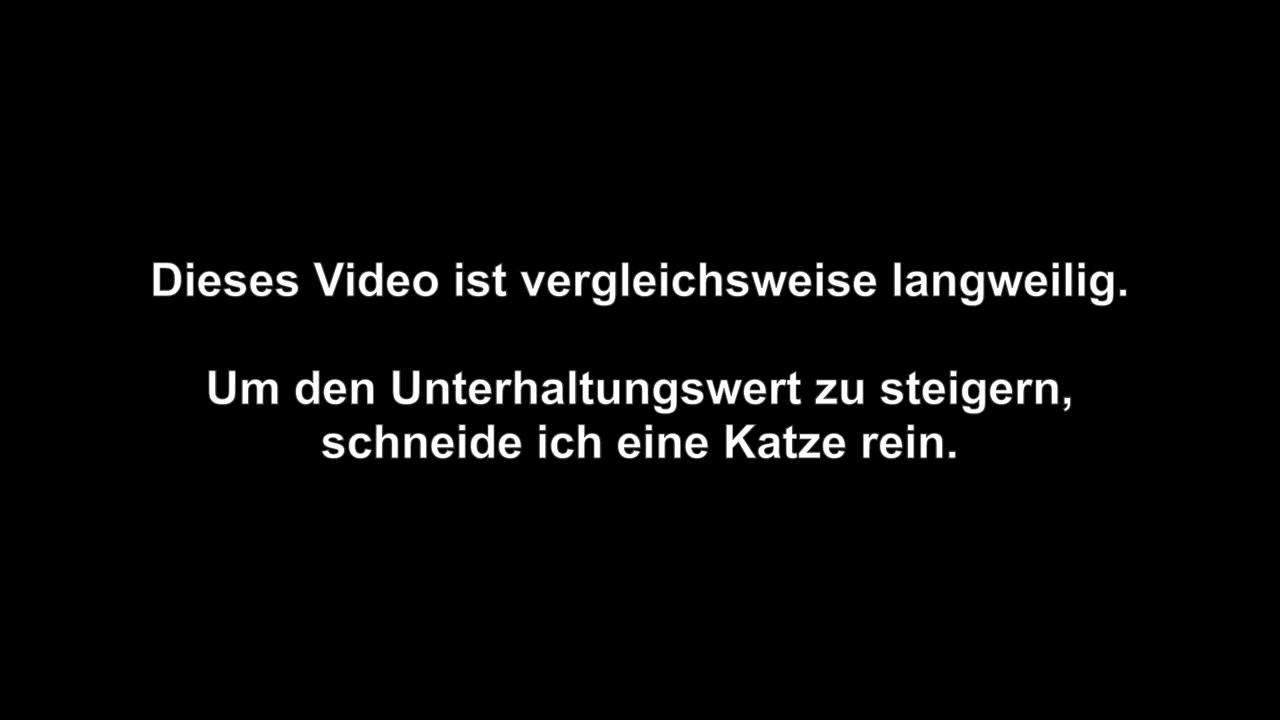 Dieses Video ist vergleichsweise langweilig.
Um den Unterhaltungswert zu steigern,
schneide ich eine Katze rein.